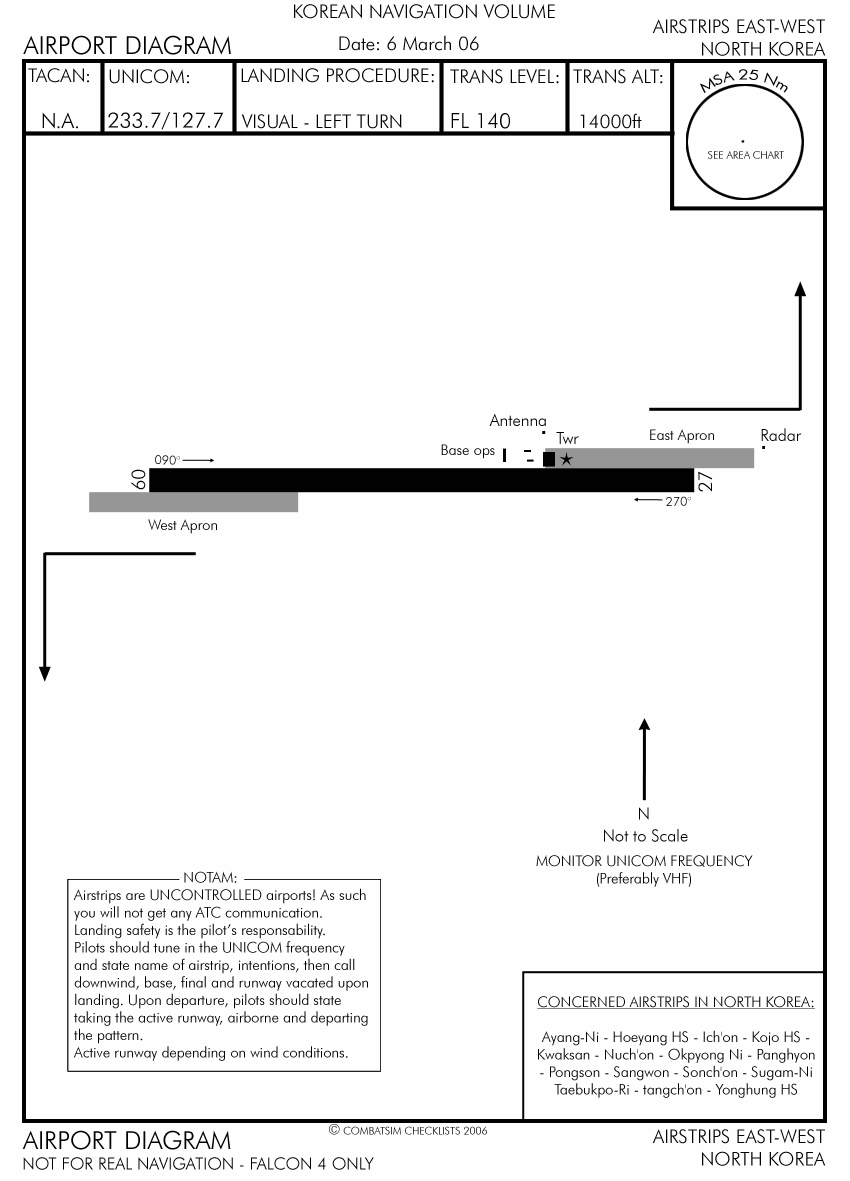 KOREAN NAVIGATION VOLUME
AIRPORT DIAGRAM
Date: 6 March 06
AIRSTRIPS EAST-WEST
NORTH KOREA
TACAN:
N.A.
UNICOM:
233.7/127.7
LANDING PROCEDURE:
VISUAL - LEFT TURN
TRANS LEVEL:
FL 140
TRANS ALT:
14000ft
MSA 25 Nm
SEE AREA CHART
Antenna
Base ops
Twr
East Apron
Radar
090°
09
27
270°
West Apron
N
Not to Scale
MONITOR UNICOM FREQUENCY
(Preferably VHF)
NOTAM:
Airstrips are UNCONTROLLED airports! As such
you will not get any ATC communication.
Landing safety is the pilot's responsability.
Pilots should tune in the UNICOM frequency
and state name of airstrip, intentions, then call
downwind, base, final and runway vacated upon
landing. Upon departure, pilots should state
taking the active runway, airborne and departing
the pattern.
Active runway depending on wind conditions.
CONCERNED AIRSTRIPS IN NORTH KOREA:
Ayang-Ni - Hoeyang HS - Ich'on - Kojo HS -
Kwaksan - Nuch'on - Okpyong Ni - Panghyon
- Pongson - Sangwon - Sonch'on - Sugam-Ni
Taebukpo-Ri - tangch'on - Yonghung HS
© COMBATSIM CHECKLISTS 2006
AIRPORT DIAGRAM
NOT FOR REAL NAVIGATION - FALCON 4 ONLY
AIRSTRIPS EAST-WEST
NORTH KOREA